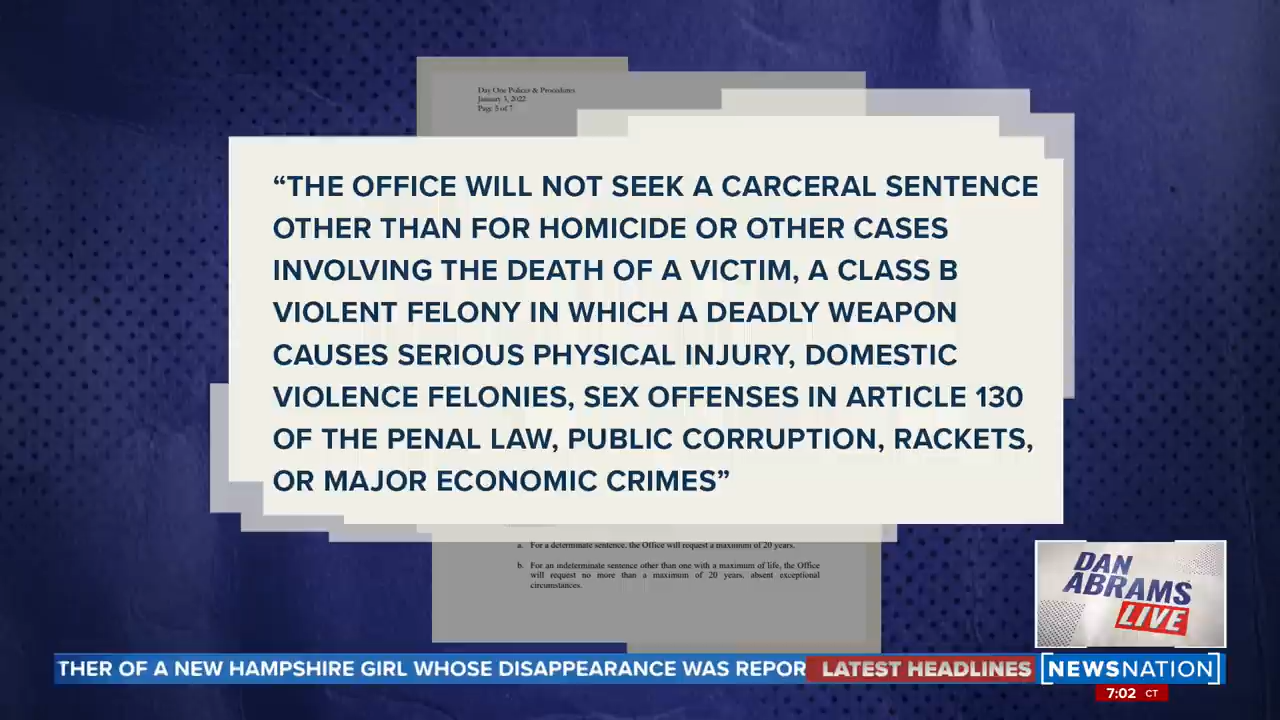 Day One Polices & Procedures
January 3, 2022
Page 5 of 7
“THE OFFICE WILL NOT SEEK A CARCERAL SENTENCE
OTHER THAN FOR HOMICIDE OR OTHER CASES
INVOLVING THE DEATH OF A VICTIM, A CLASS B
VIOLENT FELONY IN WHICH A DEADLY WEAPON
CAUSES SERIOUS PHYSICAL INJURY, DOMESTIC
VIOLENCE FELONIES, SEX OFFENSES IN ARTICLE 130
OF THE PENAL LAW, PUBLIC CORRUPTION, RACKETS,
OR MAJOR ECONOMIC CRIMES”
a. For a determinate sentence, the Office will request a maximum of 20 years.
b. For an indeterminate sentence other than one with a maximum of life, the Office
will request no more than a maximum of 20 years, absent exceptional
circumstances.
DAN
ABRAMS
LIVE
THER OF A NEW HAMPSHIRE GIRL WHOSE DISAPPEARANCE WAS REPOR LATEST HEADLINES NEWSNATION
7:02 CT